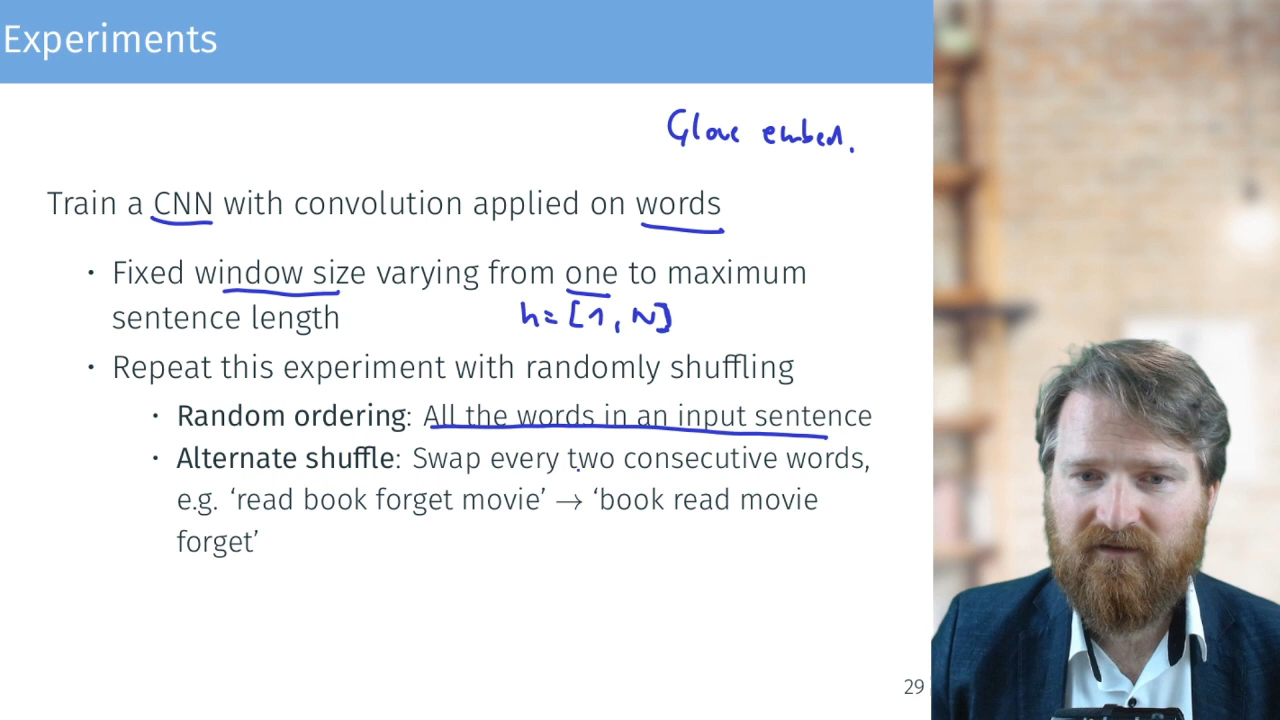 Experiments
Glove embed.
Train a CNN with convolution applied on words
• Fixed window size varying from one to maximum
sentence length
h=[1, N]
• Repeat this experiment with randomly shuffling
• Random ordering: All the words in an input sentence
• Alternate shuffle: Swap every two consecutive words,
e.g. ‘read book forget movie’ → ‘book read movie
forget’
29